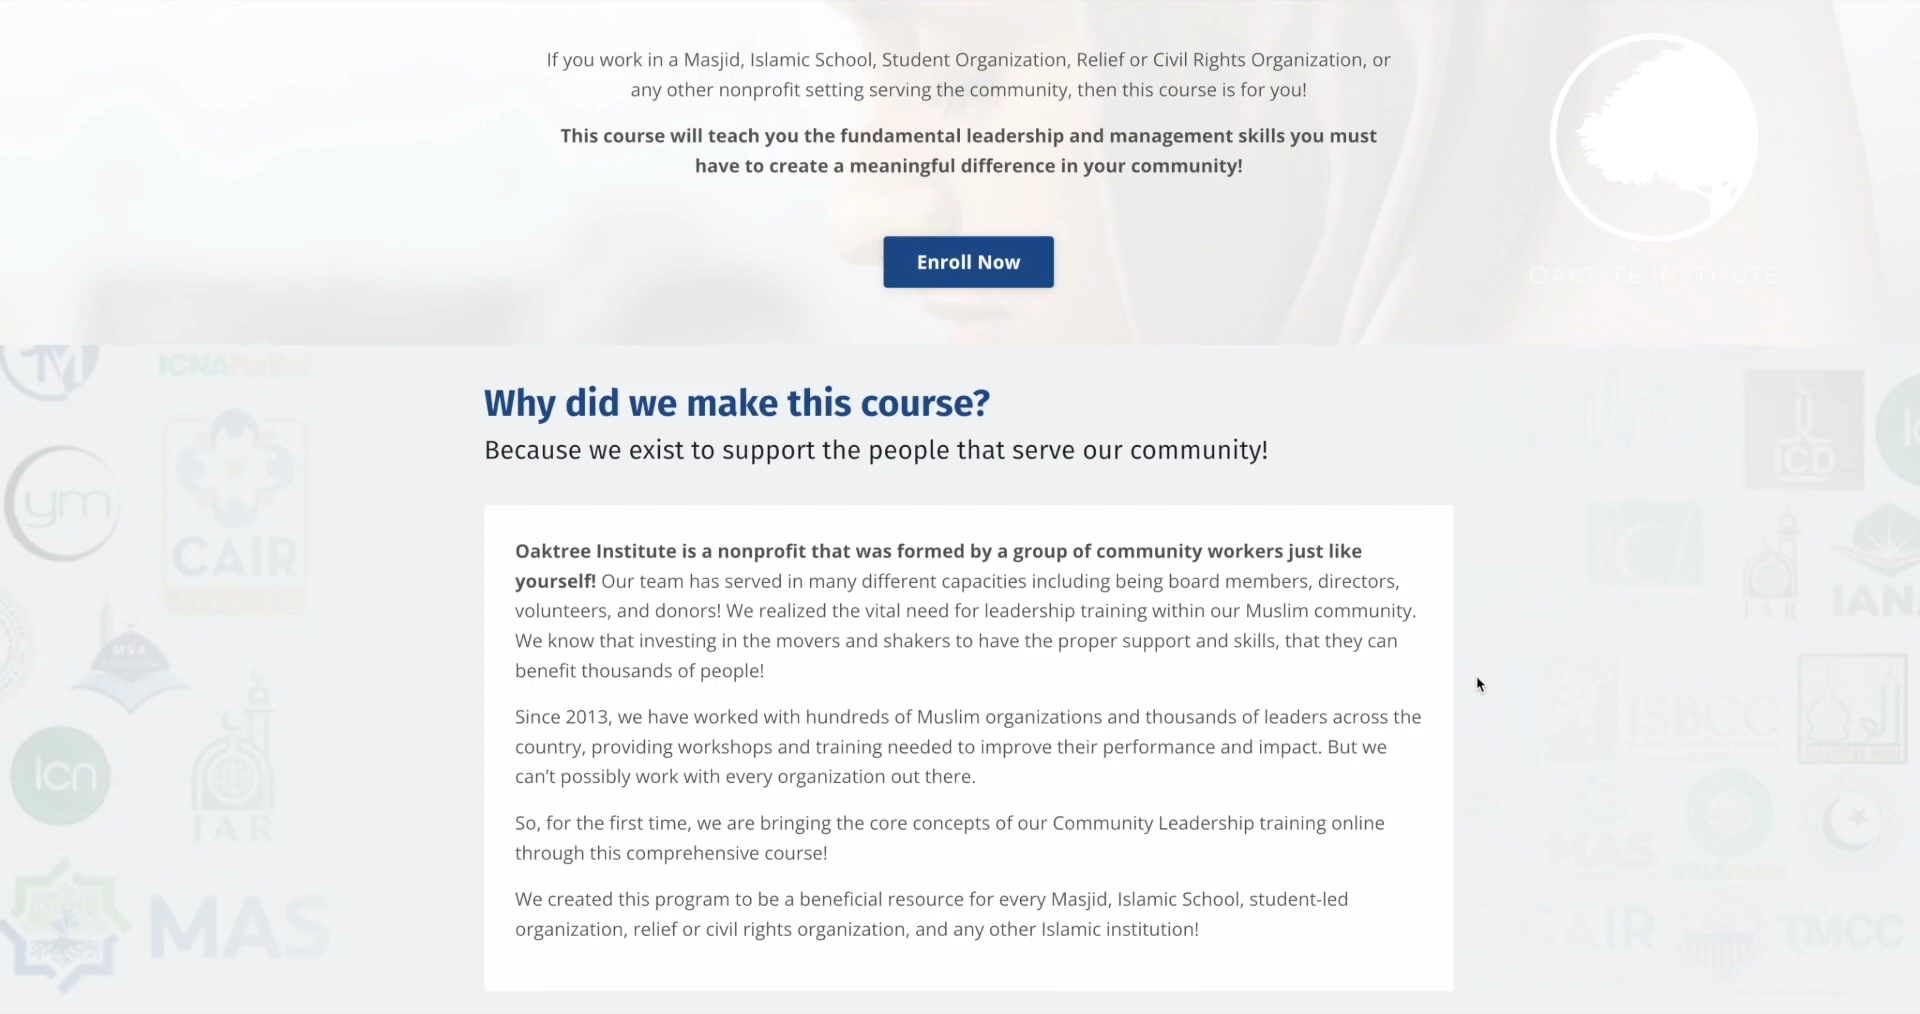 If you work in a Masjid, Islamic School, Student Organization, Relief or Civil Rights Organization, or
any other nonprofit setting serving the community, then this course is for you!
This course will teach you the fundamental leadership and management skills you must
have to create a meaningful difference in your community!
Enroll Now
OAKTREE INSTITUTE
ICNA Relief
Why did we make this course?
Because we exist to support the people that serve our community!
ICD
ym
CAIR
FLORIDA
IAR
IANA
MSA
Oaktree Institute is a nonprofit that was formed by a group of community workers just like
yourself! Our team has served in many different capacities including being board members, directors,
volunteers, and donors! We realized the vital need for leadership training within our Muslim community.
We know that investing in the movers and shakers to have the proper support and skills, that they can
benefit thousands of people!
ISBCC
Since 2013, we have worked with hundreds of Muslim organizations and thousands of leaders across the
country, providing workshops and training needed to improve their performance and impact. But we
can’t possibly work with every organization out there.
icn
IAR
So, for the first time, we are bringing the core concepts of our Community Leadership training online
through this comprehensive course!
MAS
We created this program to be a beneficial resource for every Masjid, Islamic School, student-led
organization, relief or civil rights organization, and any other Islamic institution!
MAS
CAIR
TMCC